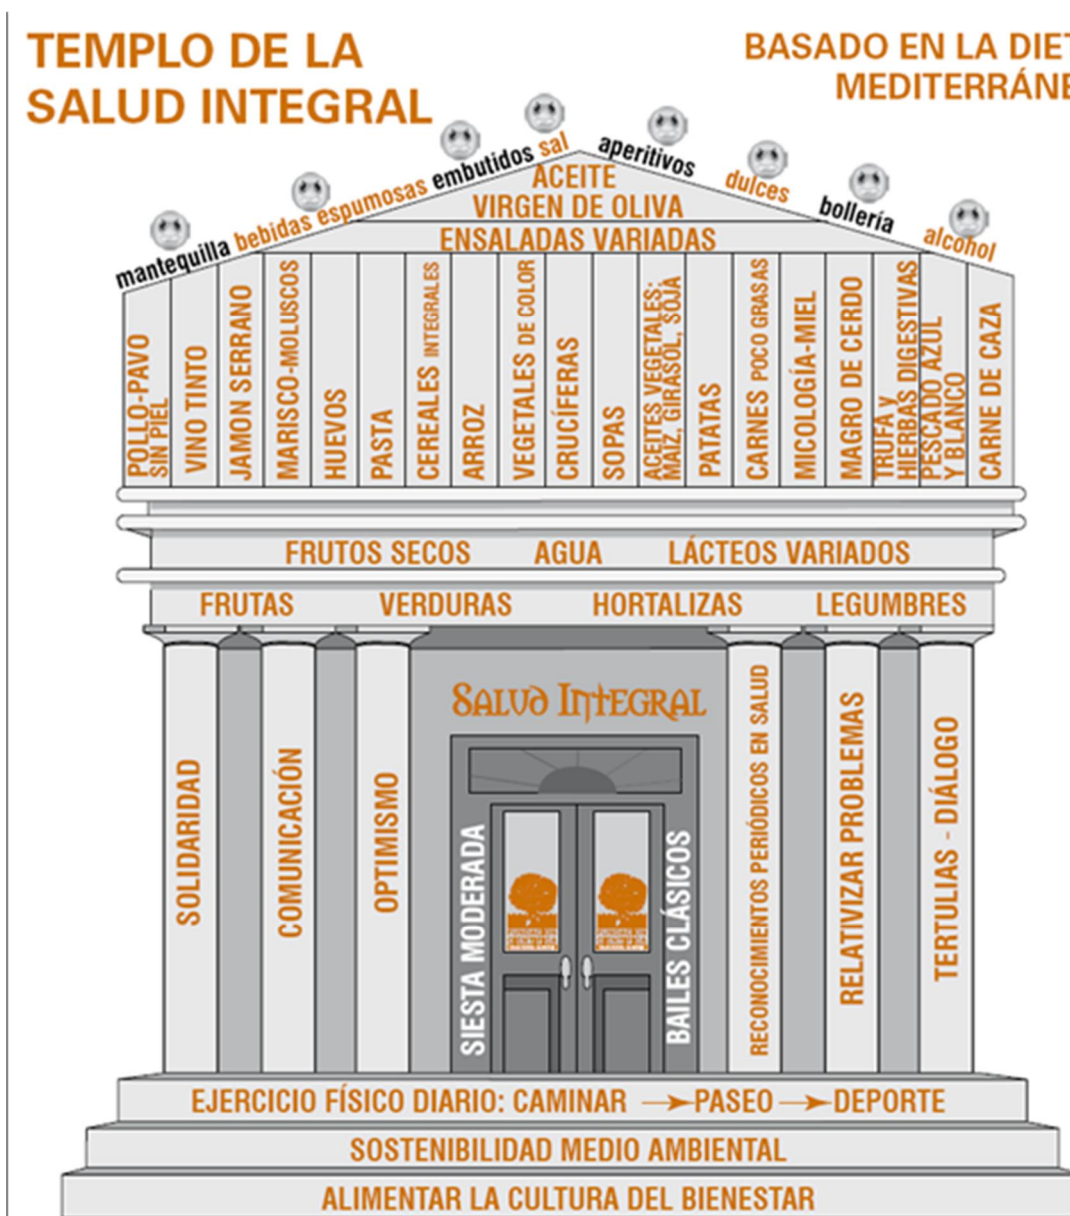 TEMPLO DE LA
SALUD INTEGRAL
BASADO EN LA DIET
MEDITERRÁNE
mantequilla
bebidas espumosas
embutidos
sal
aperitivos
dulces
bollería
alcohol
ACEITE
VIRGEN DE OLIVA
ENSALADAS VARIADAS
POLLO-PAVO
SIN PIEL
VINO TINTO
JAMON SERRANO
MARISCO-MOLUSCOS
HUEVOS
PASTA
CEREALES INTEGRALES
ARROZ
VEGETALES DE COLOR
CRUCÍFERAS
SOPAS
ACEITES VEGETALES:
MAÍZ, GIRASOL, SOJA
PATATAS
CARNES POCO GRASAS
MICOLOGÍA-MIEL
MAGRO DE CERDO
TRUFA y
HIERBAS DIGESTIVAS
PESCADO AZUL
Y BLANCO
CARNE DE CAZA
FRUTOS SECOS AGUA LÁCTEOS VARIADOS
FRUTAS VERDURAS HORTALIZAS LEGUMBRES
SALUD INTEGRAL
SOLIDARIDAD
COMUNICACIÓN
OPTIMISMO
SIESTA MODERADA
BAILES CLÁSICOS
RECONOCIMIENTOS PERIÓDICOS EN SALUD
RELATIVIZAR PROBLEMAS
TERTULIAS - DIÁLOGO
EJERCICIO FÍSICO DIARIO: CAMINAR → PASEO → DEPORTE
SOSTENIBILIDAD MEDIO AMBIENTAL
ALIMENTAR LA CULTURA DEL BIENESTAR